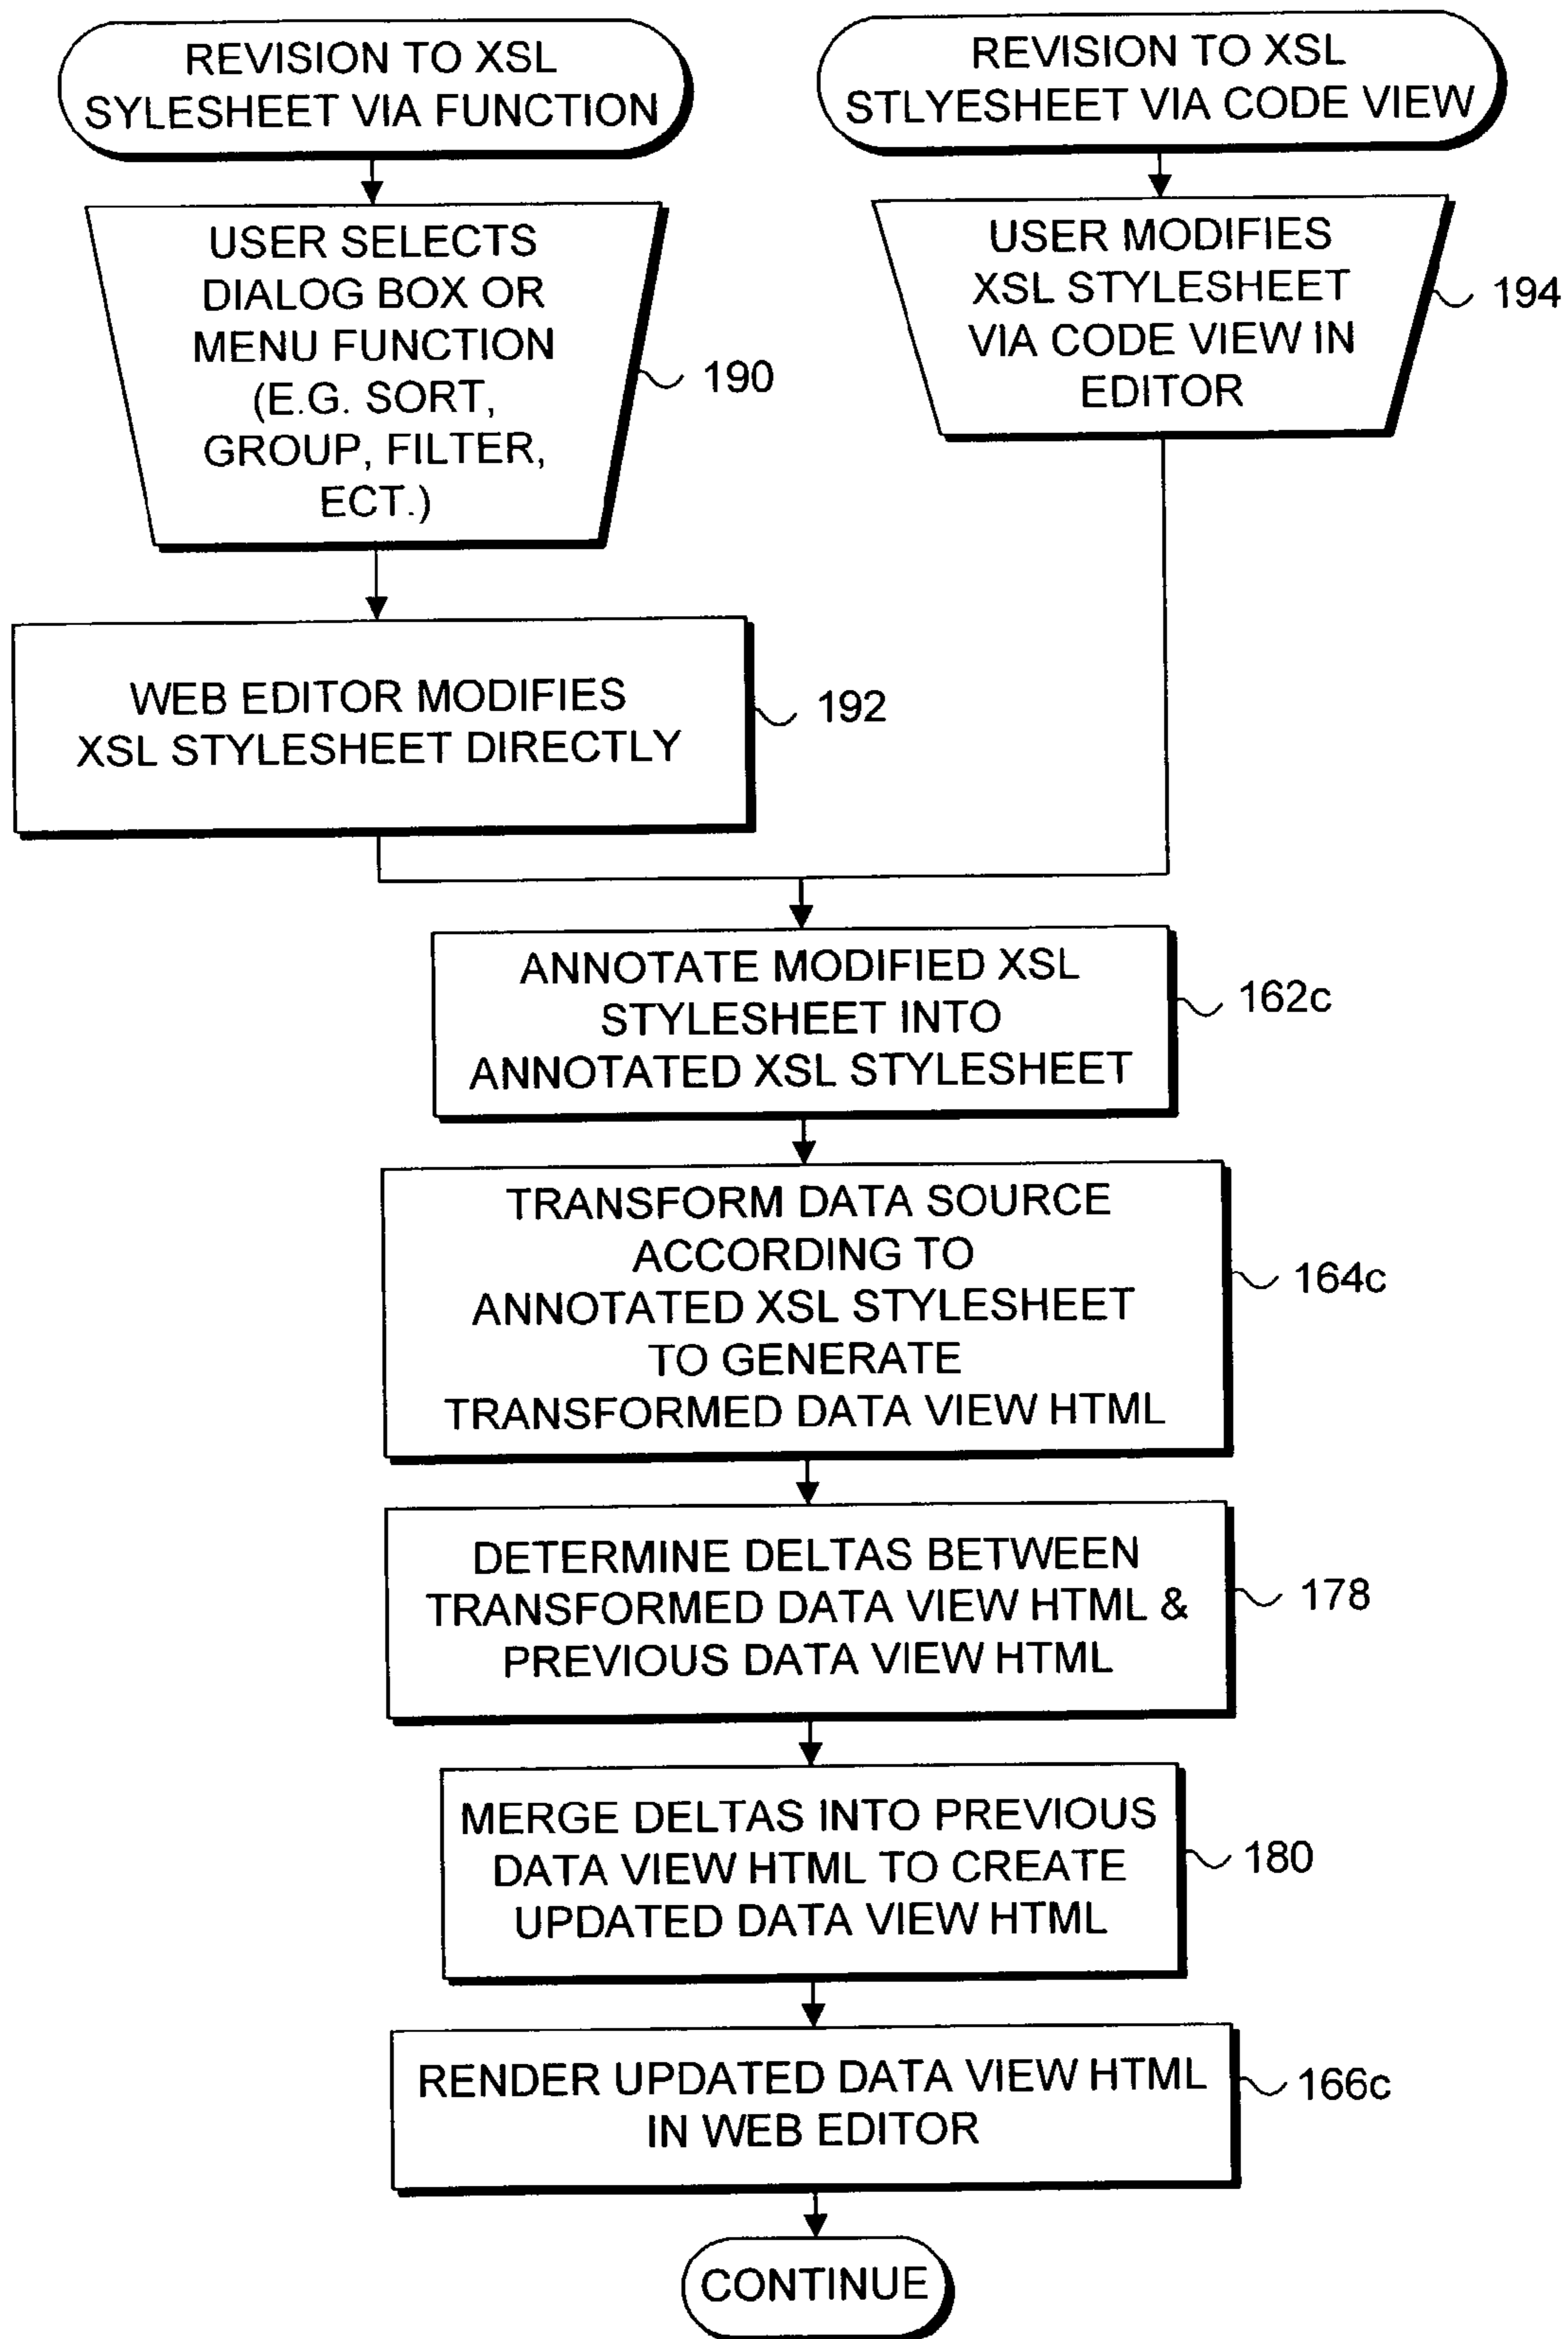 REVISION TO XSL
SYLESHEET VIA FUNCTION
REVISION TO XSL
STLYESHEET VIA CODE VIEW
USER SELECTS
DIALOG BOX OR
MENU FUNCTION
(E.G. SORT,
GROUP, FILTER,
ECT.)
190
USER MODIFIES
XSL STYLESHEET
VIA CODE VIEW IN
EDITOR
194
WEB EDITOR MODIFIES
XSL STYLESHEET DIRECTLY
192
ANNOTATE MODIFIED XSL
STYLESHEET INTO
ANNOTATED XSL STYLESHEET
162c
TRANSFORM DATA SOURCE
ACCORDING TO
ANNOTATED XSL STYLESHEET
TO GENERATE
TRANSFORMED DATA VIEW HTML
164c
DETERMINE DELTAS BETWEEN
TRANSFORMED DATA VIEW HTML &
PREVIOUS DATA VIEW HTML
178
MERGE DELTAS INTO PREVIOUS
DATA VIEW HTML TO CREATE
UPDATED DATA VIEW HTML
180
RENDER UPDATED DATA VIEW HTML
IN WEB EDITOR
166c
CONTINUE